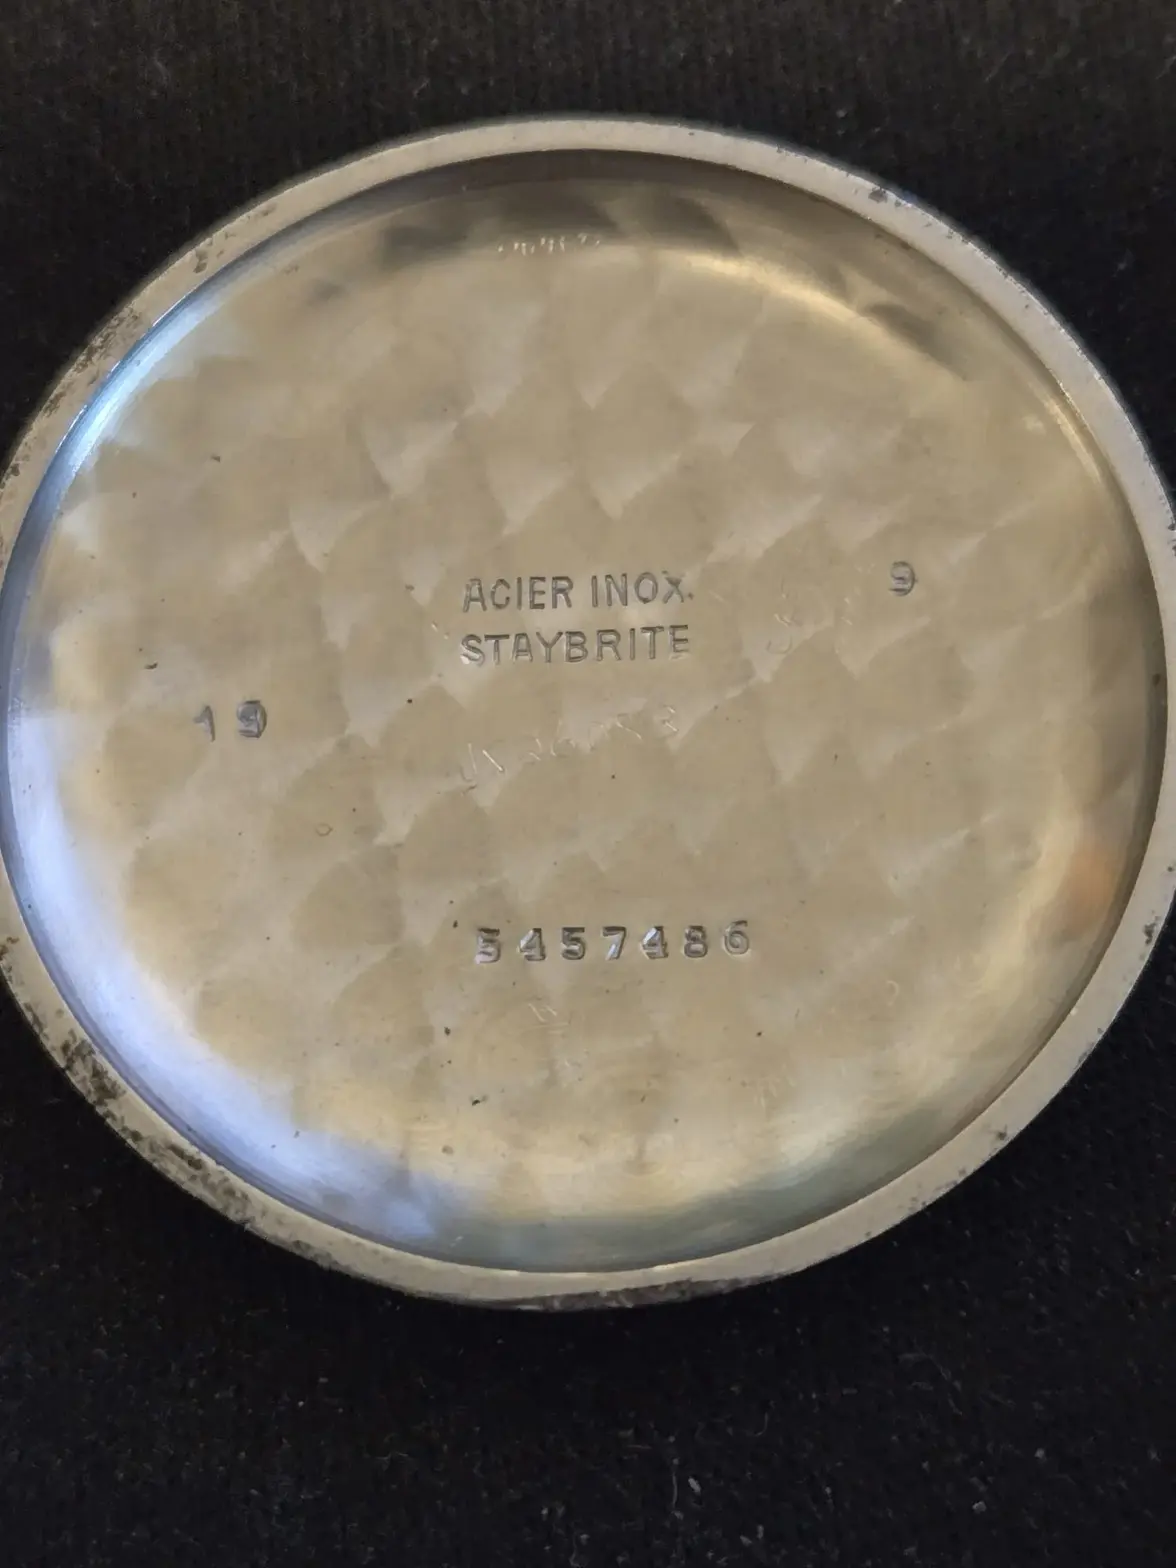 ACIER INOX.
STAYBRITE
9
19
5457486